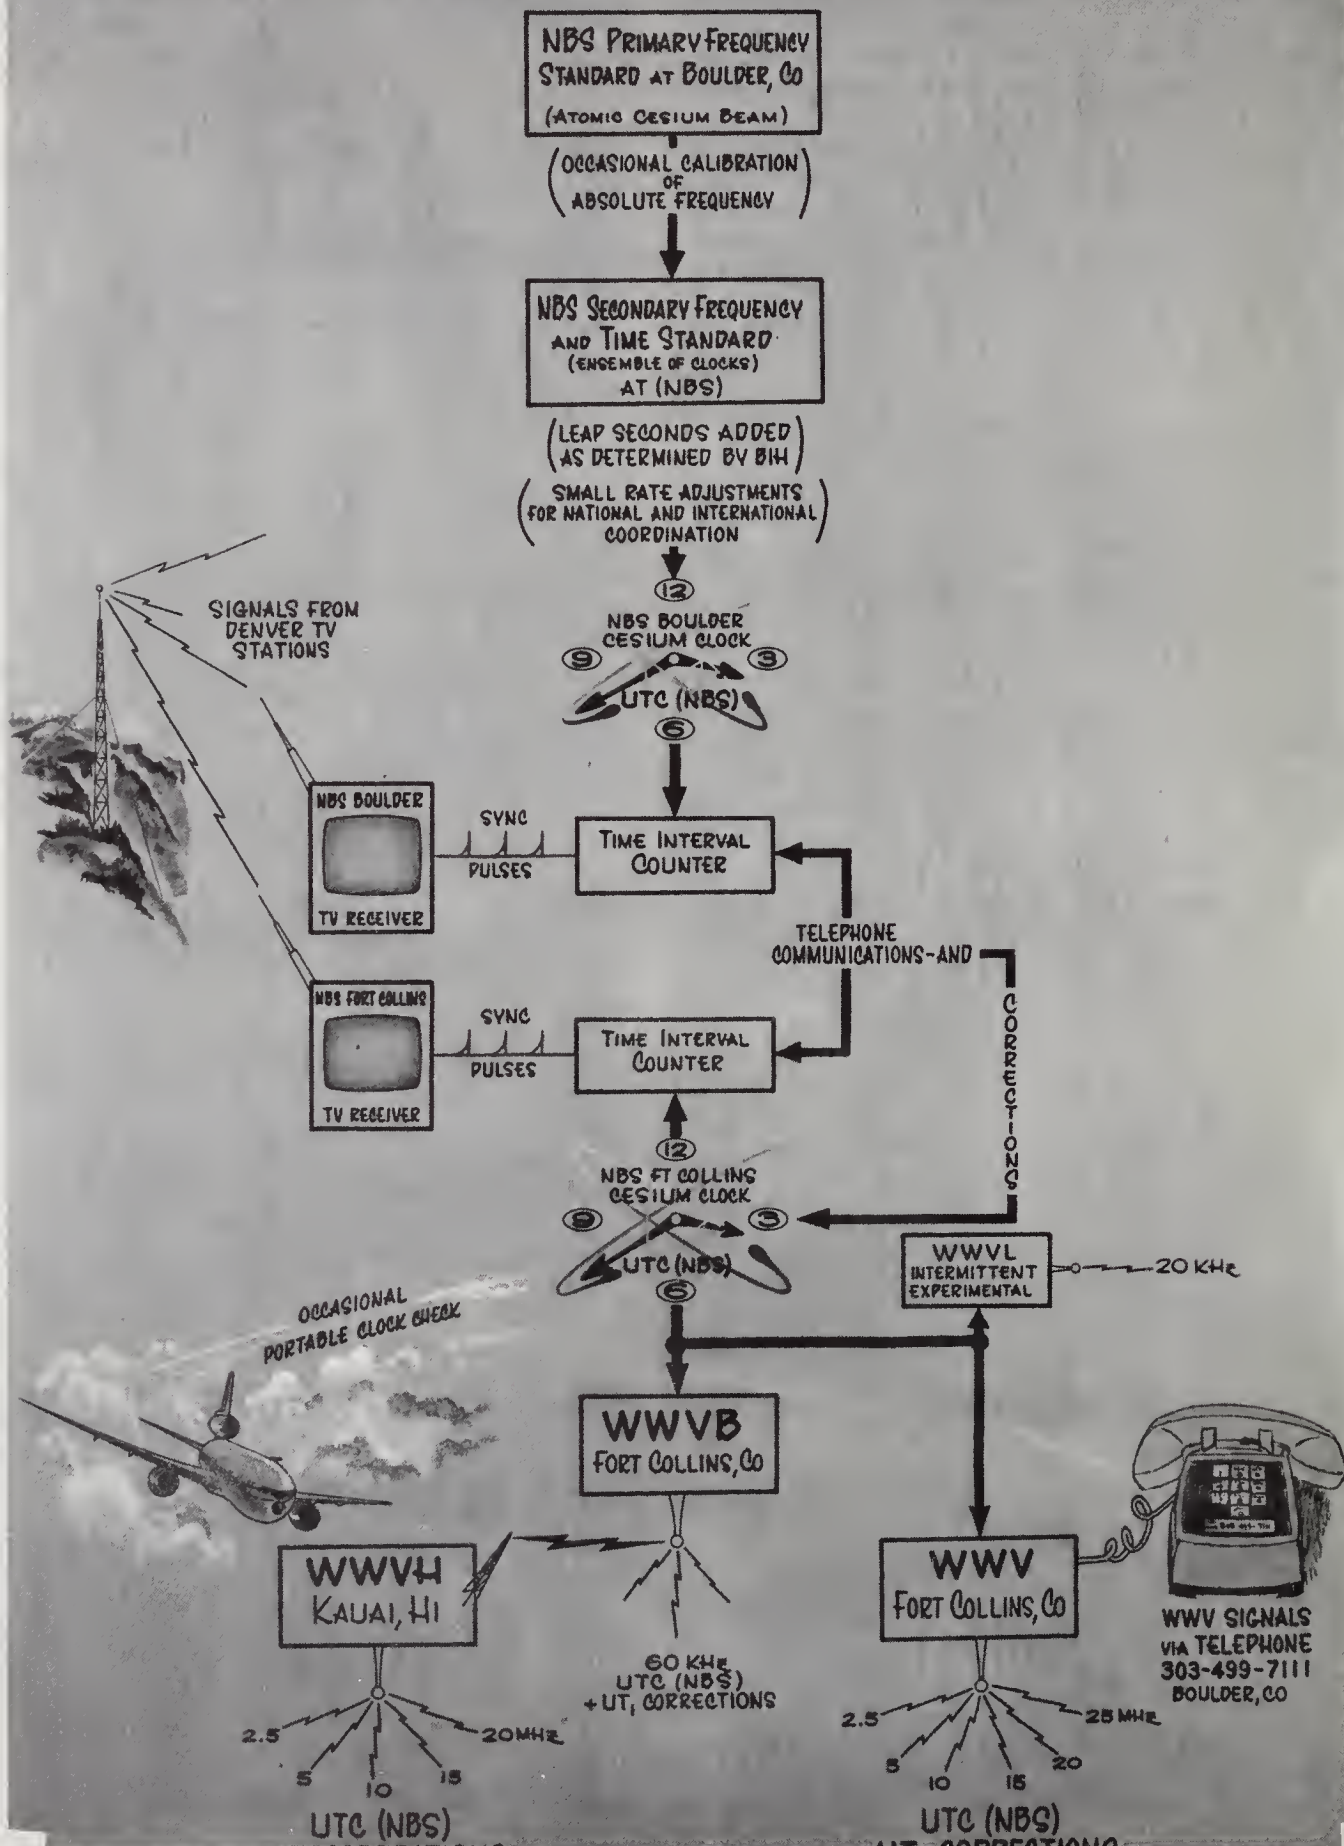 NBS PRIMARY FREQUENCY
STANDARD AT BOULDER, CO
(ATOMIC CESIUM BEAM)
(OCCASIONAL CALIBRATION
OF
ABSOLUTE FREQUENCY)
NBS SECONDARY FREQUENCY
AND TIME STANDARD
(ENSEMBLE OF CLOCKS)
AT (NBS)
(LEAP SECONDS ADDED
AS DETERMINED BY BIH)
(SMALL RATE ADJUSTMENTS
FOR NATIONAL AND INTERNATIONAL
COORDINATION)
12
NBS BOULDER
CESIUM CLOCK
9
3
UTC (NBS)
6
SIGNALS FROM
DENVER TV
STATIONS
NBS BOULDER
TV RECEIVER
SYNC
PULSES
TIME INTERVAL
COUNTER
TELEPHONE
COMMUNICATIONS-AND
CORRECTIONS
NBS FORT COLLINS
TV RECEIVER
SYNC
PULSES
TIME INTERVAL
COUNTER
12
NBS FT COLLINS
CESIUM CLOCK
9
3
UTC (NBS)
6
WWVL
INTERMITTENT
EXPERIMENTAL
20 KHz
OCCASIONAL
PORTABLE CLOCK CHECK
WWVB
FORT COLLINS, CO
60 KHz
UTC (NBS)
+ UT1 CORRECTIONS
WWVH
KAUAI, HI
2.5
5
10
15
20 MHz
UTC (NBS)
WWV
FORT COLLINS, CO
2.5
5
10
15
20
25 MHz
UTC (NBS)
UT1 CORRECTIONS
WWV SIGNALS
VIA TELEPHONE
303-499-7111
BOULDER, CO